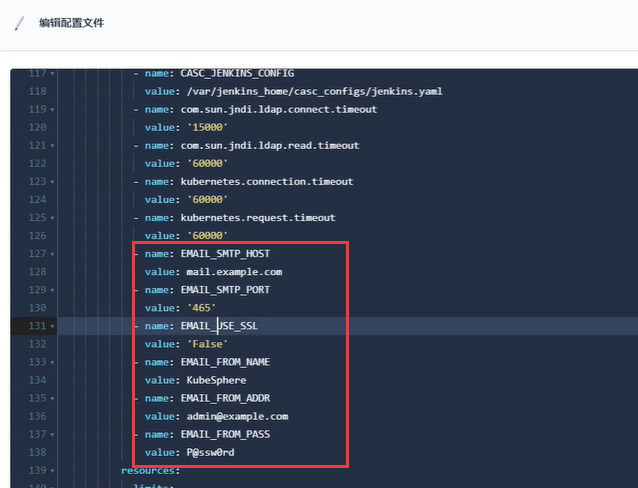 编辑配置文件
117 - name: CASC_JENKINS_CONFIG
118 value: /var/jenkins_home/casc_configs/jenkins.yaml
119 - name: com.sun.jndi.ldap.connect.timeout
120 value: '15000'
121 - name: com.sun.jndi.ldap.read.timeout
122 value: '60000'
123 - name: kubernetes.connection.timeout
124 value: '60000'
125 - name: kubernetes.request.timeout
126 value: '60000'
127 - name: EMAIL_SMTP_HOST
128 value: mail.example.com
129 - name: EMAIL_SMTP_PORT
130 value: '465'
131 - name: EMAIL_USE_SSL
132 value: 'False'
133 - name: EMAIL_FROM_NAME
134 value: KubeSphere
135 - name: EMAIL_FROM_ADDR
136 value: admin@example.com
137 - name: EMAIL_FROM_PASS
138 value: P@ssw0rd
139 resources:
140 limits: